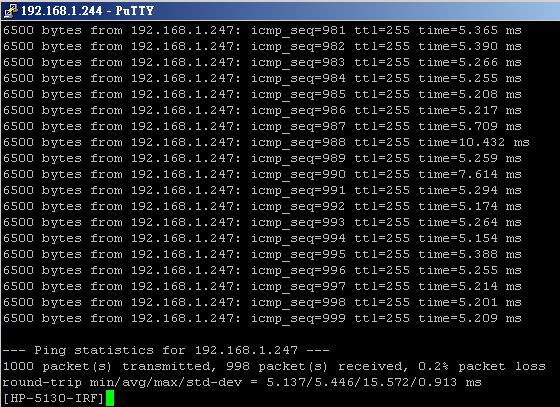 192.168.1.244 - PuTTY
6500 bytes from 192.168.1.247: icmp_seq=981 ttl=255 time=5.365 ms
6500 bytes from 192.168.1.247: icmp_seq=982 ttl=255 time=5.390 ms
6500 bytes from 192.168.1.247: icmp_seq=983 ttl=255 time=5.266 ms
6500 bytes from 192.168.1.247: icmp_seq=984 ttl=255 time=5.255 ms
6500 bytes from 192.168.1.247: icmp_seq=985 ttl=255 time=5.208 ms
6500 bytes from 192.168.1.247: icmp_seq=986 ttl=255 time=5.217 ms
6500 bytes from 192.168.1.247: icmp_seq=987 ttl=255 time=5.709 ms
6500 bytes from 192.168.1.247: icmp_seq=988 ttl=255 time=10.432 ms
6500 bytes from 192.168.1.247: icmp_seq=989 ttl=255 time=5.259 ms
6500 bytes from 192.168.1.247: icmp_seq=990 ttl=255 time=7.614 ms
6500 bytes from 192.168.1.247: icmp_seq=991 ttl=255 time=5.294 ms
6500 bytes from 192.168.1.247: icmp_seq=992 ttl=255 time=5.174 ms
6500 bytes from 192.168.1.247: icmp_seq=993 ttl=255 time=5.264 ms
6500 bytes from 192.168.1.247: icmp_seq=994 ttl=255 time=5.154 ms
6500 bytes from 192.168.1.247: icmp_seq=995 ttl=255 time=5.388 ms
6500 bytes from 192.168.1.247: icmp_seq=996 ttl=255 time=5.255 ms
6500 bytes from 192.168.1.247: icmp_seq=997 ttl=255 time=5.214 ms
6500 bytes from 192.168.1.247: icmp_seq=998 ttl=255 time=5.201 ms
6500 bytes from 192.168.1.247: icmp_seq=999 ttl=255 time=5.209 ms
--- Ping statistics for 192.168.1.247 ---
1000 packet(s) transmitted, 998 packet(s) received, 0.2% packet loss
round-trip min/avg/max/std-dev = 5.137/5.446/15.572/0.913 ms
[HP-5130-IRF]